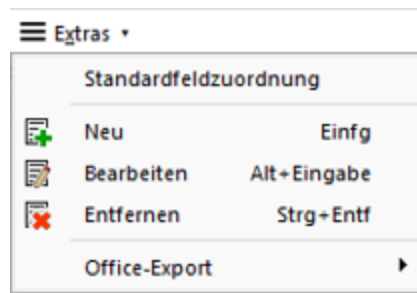 Extras
Standardfeldzuordnung
Neu Einfg
Bearbeiten Alt+Eingabe
Entfernen Strg+Entf
Office-Export